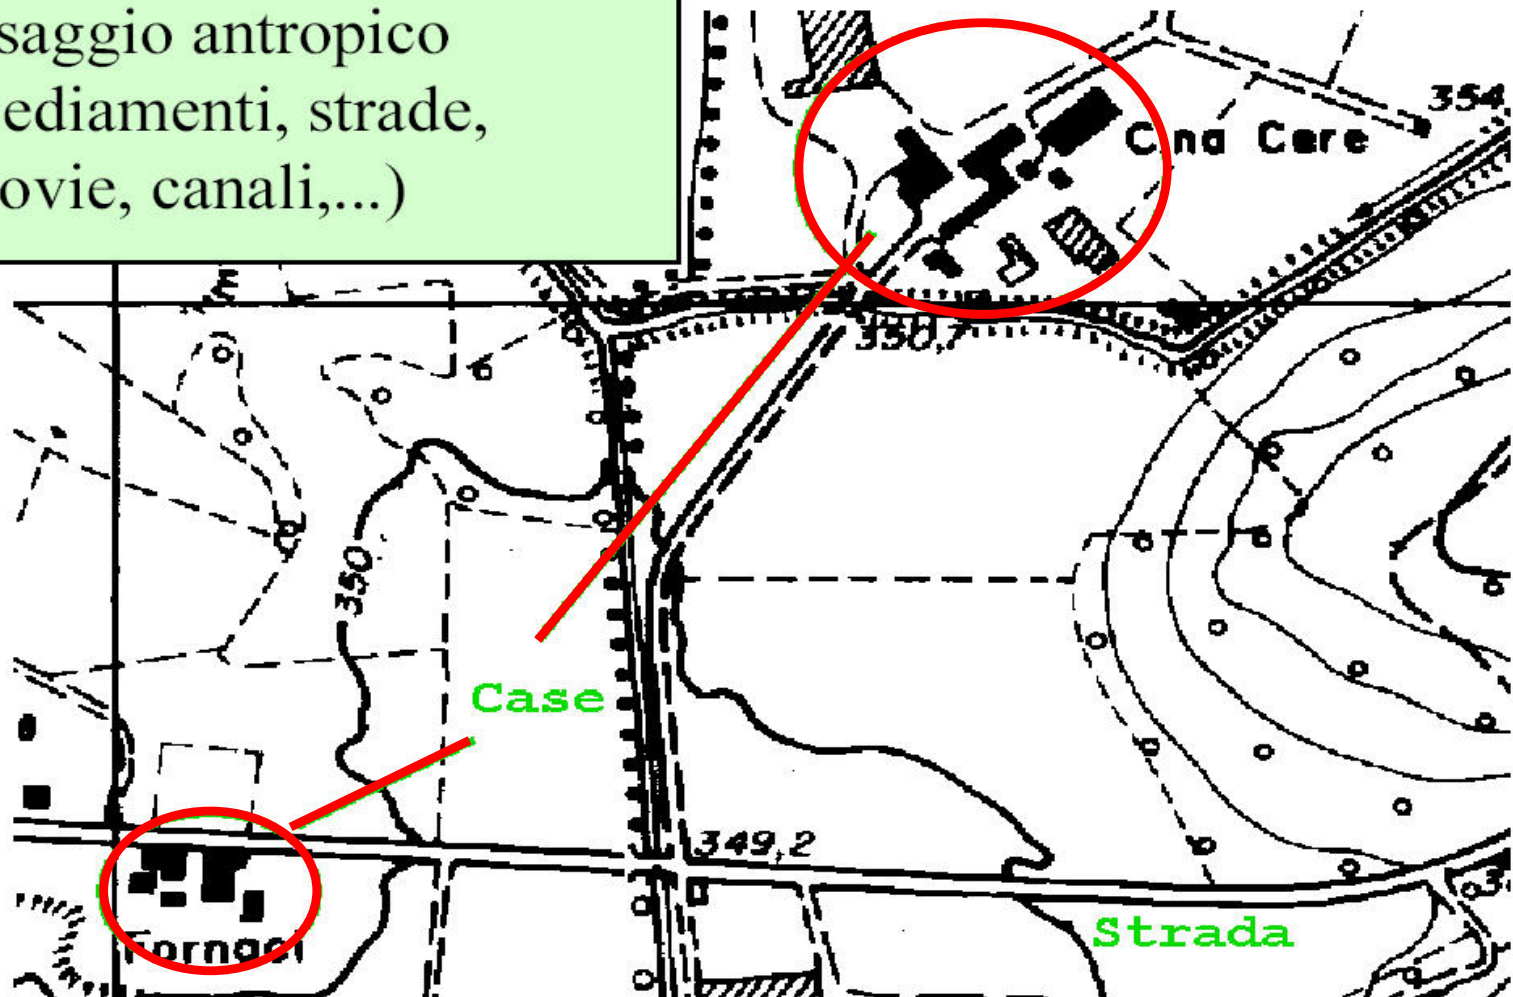 saggio antropico
ediamenti, strade,
ovie, canali,...)
354
C na Cere
350,7
350
Case
349,2
Strada
Fornaci